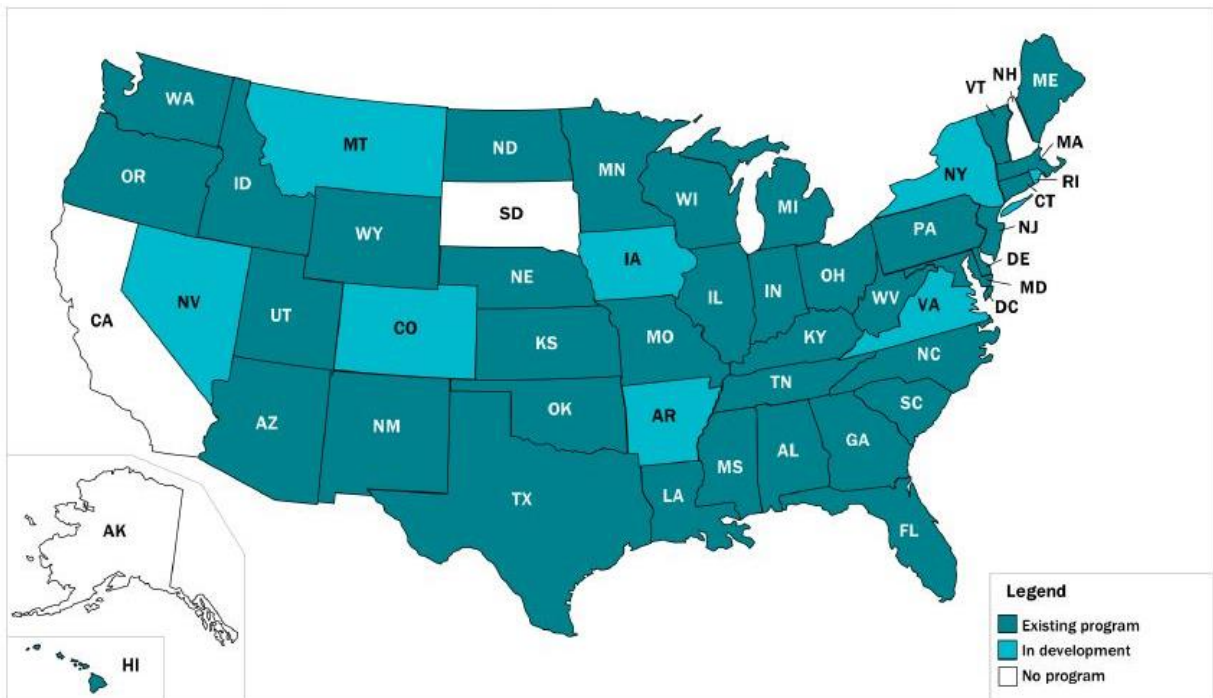 WA
OR
ID
MT
ND
MN
SD
WY
WI
MI
NY
VT
NH
ME
MA
RI
CT
NJ
PA
DE
MD
DC
CA
NV
UT
CO
NE
IA
IL
IN
OH
WV
VA
KS
MO
KY
NC
TN
SC
AZ
NM
OK
AR
TX
LA
MS
AL
GA
FL
AK
HI
Legend
Existing program
In development
No program